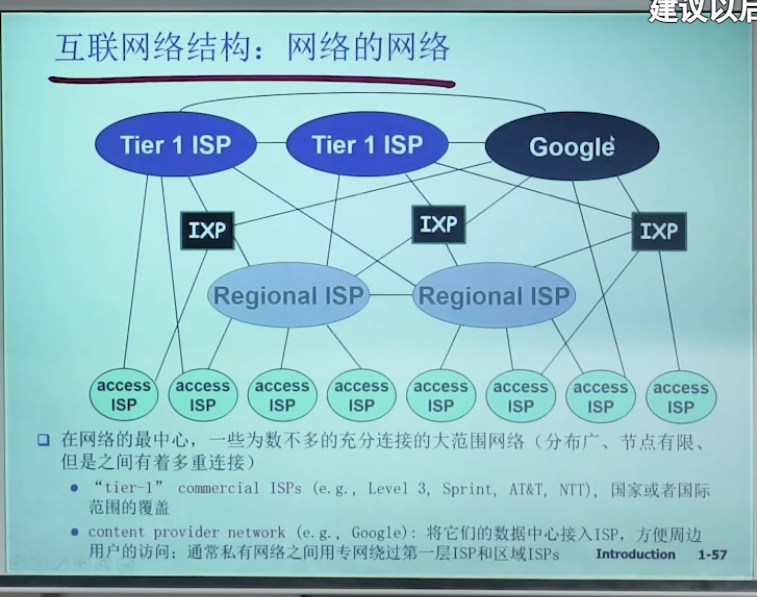 建议以后
互联网络结构：网络的网络
Tier 1 ISP
Tier 1 ISP
Google
IXP
IXP
IXP
Regional ISP
Regional ISP
access ISP
access ISP
access ISP
access ISP
access ISP
access ISP
access ISP
access ISP
在网络的最中心，一些为数不多的充分连接的大范围网络（分布广、节点有限、
但是之间有着多重连接）
“tier-1” commercial ISPs (e.g., Level 3, Sprint, AT&T, NTT), 国家或者国际
范围的覆盖
content provider network (e.g., Google): 将它们的数据中心接入ISP，方便周边
用户的访问；通常私有网络之间用专网绕过第一层ISP和区域ISPs
Introduction 1-57